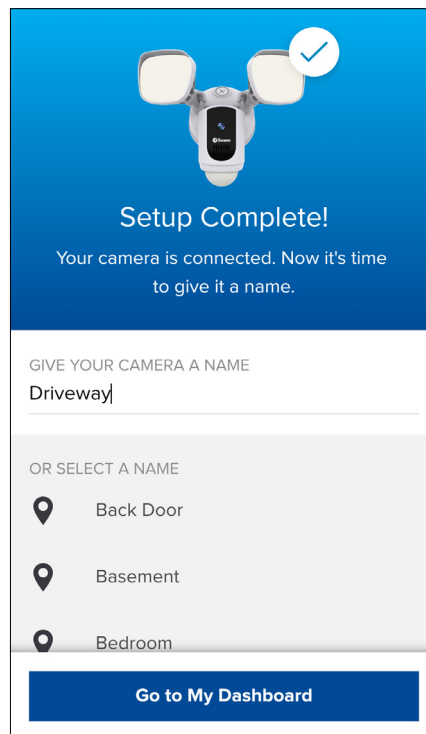 Swann
Setup Complete!
Your camera is connected. Now it's time
to give it a name.
GIVE YOUR CAMERA A NAME
Driveway
OR SELECT A NAME
Back Door
Basement
Bedroom
Go to My Dashboard